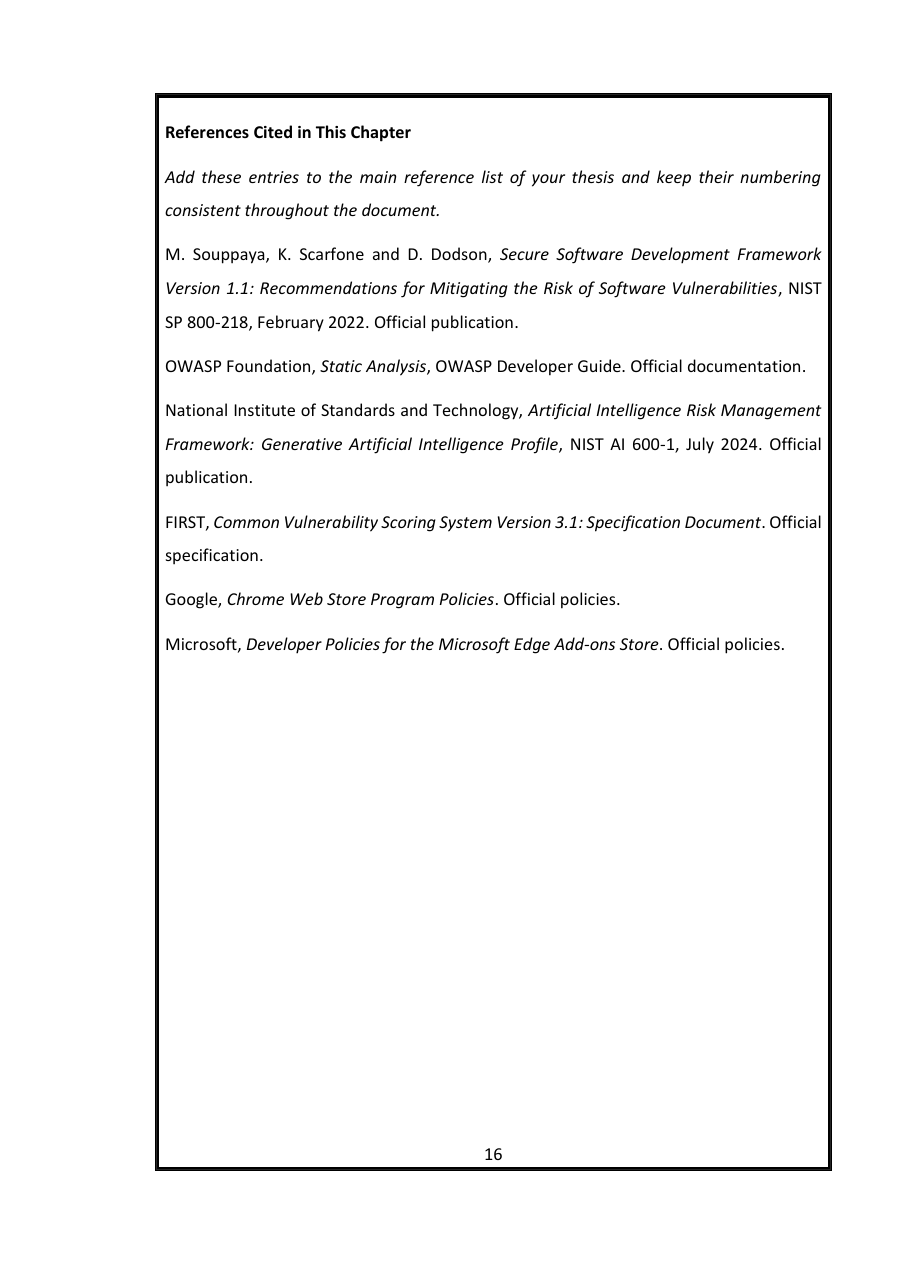 References Cited in This Chapter
Add these entries to the main reference list of your thesis and keep their numbering
consistent throughout the document.
M. Souppaya, K. Scarfone and D. Dodson, Secure Software Development Framework
Version 1.1: Recommendations for Mitigating the Risk of Software Vulnerabilities, NIST
SP 800-218, February 2022. Official publication.
OWASP Foundation, Static Analysis, OWASP Developer Guide. Official documentation.
National Institute of Standards and Technology, Artificial Intelligence Risk Management
Framework: Generative Artificial Intelligence Profile, NIST AI 600-1, July 2024. Official
publication.
FIRST, Common Vulnerability Scoring System Version 3.1: Specification Document. Official
specification.
Google, Chrome Web Store Program Policies. Official policies.
Microsoft, Developer Policies for the Microsoft Edge Add-ons Store. Official policies.
16